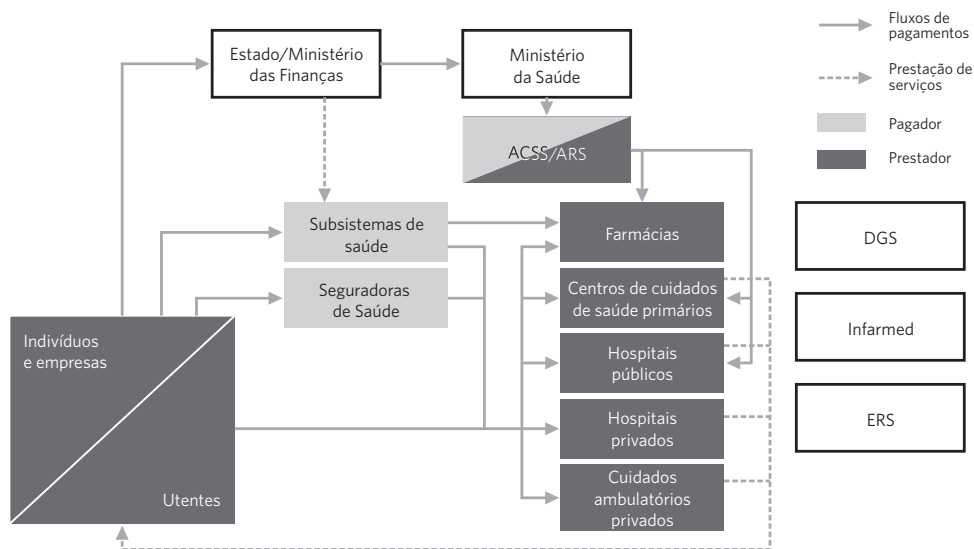 Estado/Ministério
das Finanças
Ministério
da Saúde
Fluxos de
pagamentos
Prestação de
serviços
Pagador
Prestador
ACSS/ARS
Subsistemas de
saúde
Seguradoras
de Saúde
Farmácias
Centros de cuidados
de saúde primários
Hospitais
públicos
Hospitais
privados
Cuidados
ambulatórios
privados
DGS
Infarmed
ERS
Indivíduos
e empresas
Utentes